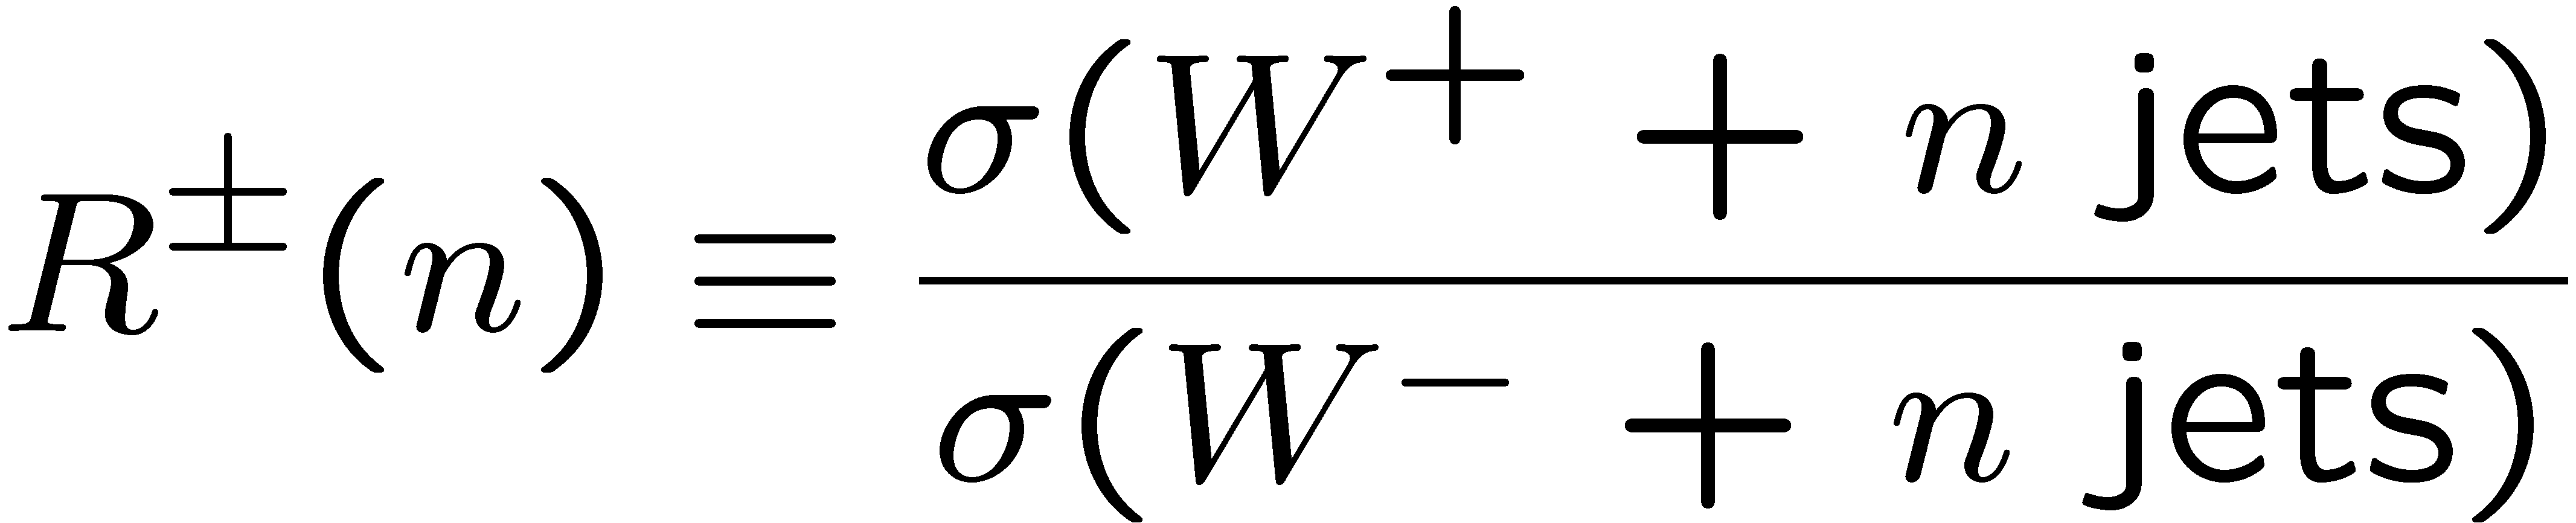 R^±(n) ≡ σ(W^+ + n jets) / σ(W^- + n jets)